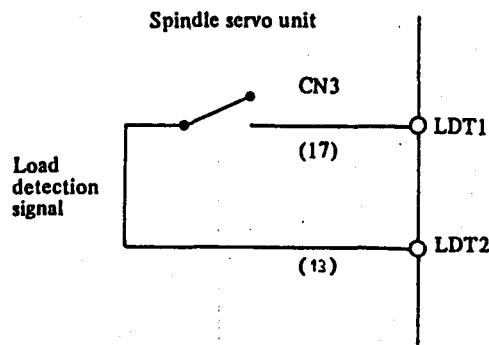 Spindle servo unit
CN3
LDT1
(17)
Load
detection
signal
LDT2
(13)